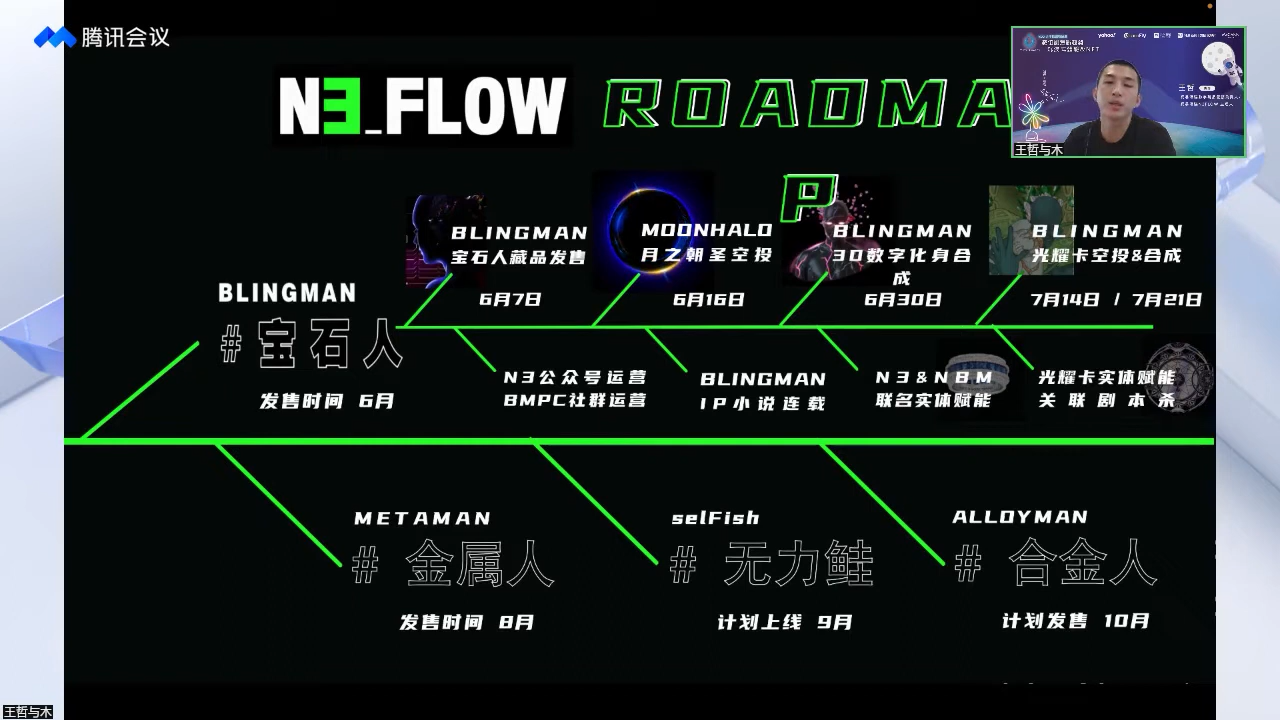 腾讯会议
N3_FLOW
ROADMA
P
yahoo!
王哲
王哲与木
BLINGMAN
宝石人藏品发售
6月7日
MOONHALO
月之朝圣空投
6月16日
BLINGMAN
3D数字化身合
成
6月30日
BLINGMAN
光耀卡空投&合成
7月14日 / 7月21日
BLINGMAN
#宝石人
发售时间 6月
N3公众号运营
BMPC社群运营
BLINGMAN
IP小说连载
N3&NBM
联名实体赋能
光耀卡实体赋能
关联剧本杀
METAMAN
# 金属人
发售时间 8月
selFish
# 无力鲑
计划上线 9月
ALLOYMAN
# 合金人
计划发售 10月
王哲与木